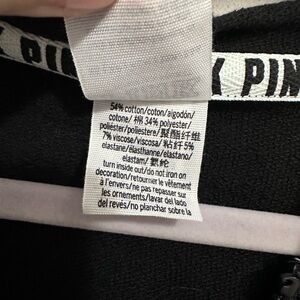 K PINK
K PIN
54% cotton/coton/algodón/
cotone/ 棉 34% polyester/
poliéster/poliestere/ 聚酯纤维
7% viscose/viscosa/ 粘纤 5%
elastane/élasthanne/elastano/
elastam/ 氨纶
turn inside out/do not iron on
decoration/retourner le vêtement
à l'envers/ne pas repasser sur
les ornements/lavar del lado
del revés/no planchar sobre la